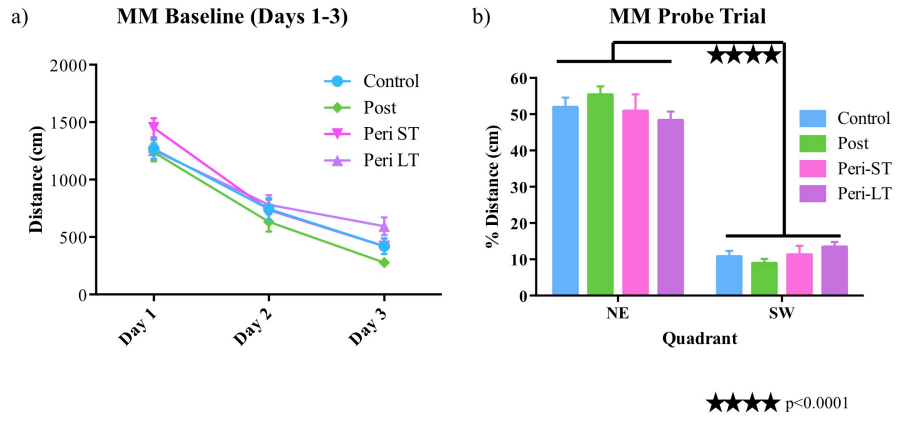 a)
MM Baseline (Days 1-3)
2000
1500
1000
500
0
Distance (cm)
Day 1
Day 2
Day 3
Control
Post
Peri ST
Peri LT
b)
MM Probe Trial
★★★★
60
50
40
30
20
10
0
% Distance (cm)
NE
SW
Quadrant
Control
Post
Peri-ST
Peri-LT
★★★★ p<0.0001